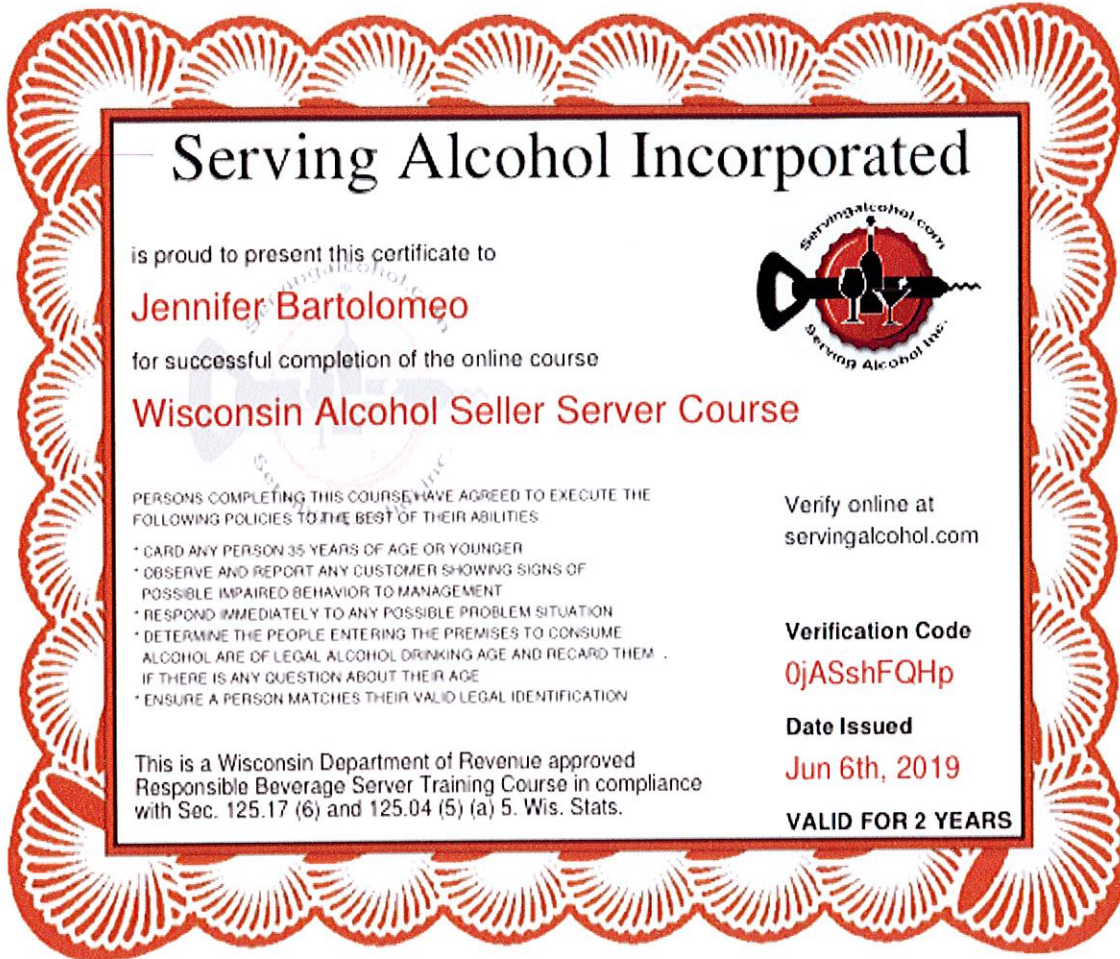 Serving Alcohol Incorporated
is proud to present this certificate to
Jennifer Bartolomeo
for successful completion of the online course
Wisconsin Alcohol Seller Server Course
Servingalcohol.com
Serving Alcohol Inc.
PERSONS COMPLETING THIS COURSE HAVE AGREED TO EXECUTE THE
FOLLOWING POLICIES TO THE BEST OF THEIR ABILITIES
* CARD ANY PERSON 35 YEARS OF AGE OR YOUNGER
* OBSERVE AND REPORT ANY CUSTOMER SHOWING SIGNS OF
POSSIBLE IMPAIRED BEHAVIOR TO MANAGEMENT
* RESPOND IMMEDIATELY TO ANY POSSIBLE PROBLEM SITUATION
* DETERMINE THE PEOPLE ENTERING THE PREMISES TO CONSUME
ALCOHOL ARE OF LEGAL ALCOHOL DRINKING AGE AND RECARD THEM .
IF THERE IS ANY QUESTION ABOUT THEIR AGE
* ENSURE A PERSON MATCHES THEIR VALID LEGAL IDENTIFICATION
This is a Wisconsin Department of Revenue approved
Responsible Beverage Server Training Course in compliance
with Sec. 125.17 (6) and 125.04 (5) (a) 5. Wis. Stats.
Verify online at
servingalcohol.com
Verification Code
0jASshFQHp
Date Issued
Jun 6th, 2019
VALID FOR 2 YEARS